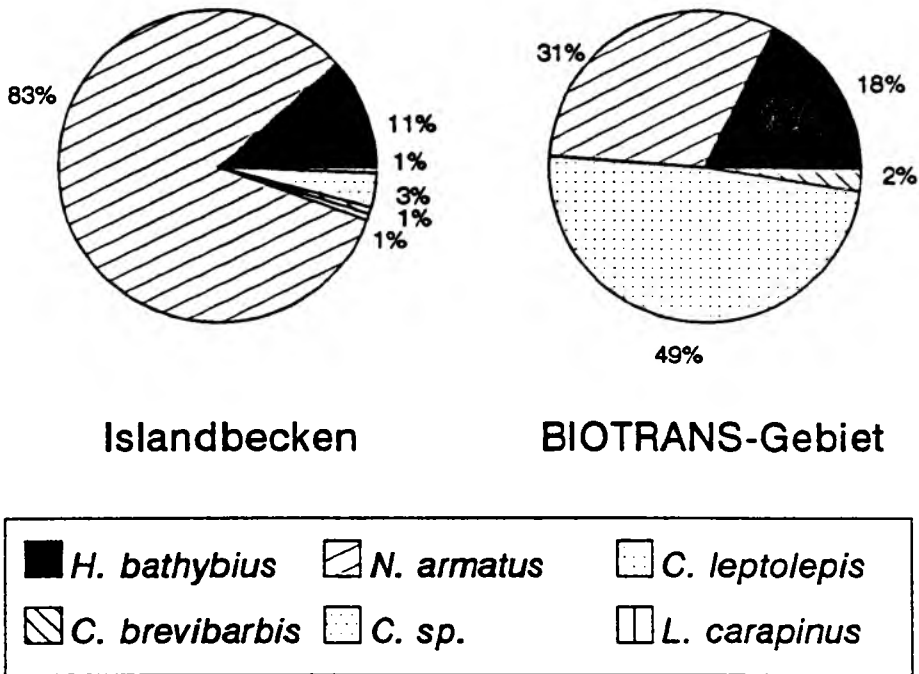 83%
11%
1%
3%
1%
1%
31%
18%
2%
49%
Islandbecken
BIOTRANS-Gebiet
H. bathybius N. armatus C. leptolepis
C. brevibarbis C. sp. L. carapinus